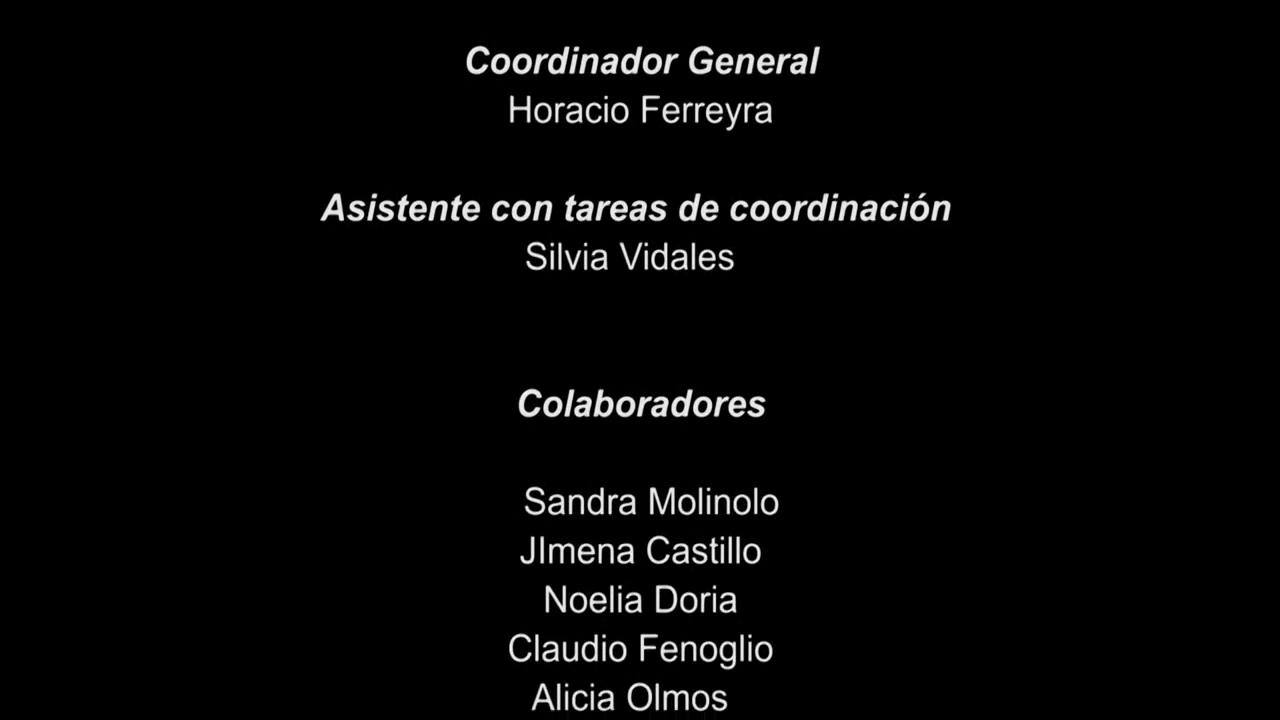 Coordinador General
Horacio Ferreyra
Asistente con tareas de coordinación
Silvia Vidales
Colaboradores
Sandra Molinolo
JImena Castillo
Noelia Doria
Claudio Fenoglio
Alicia Olmos